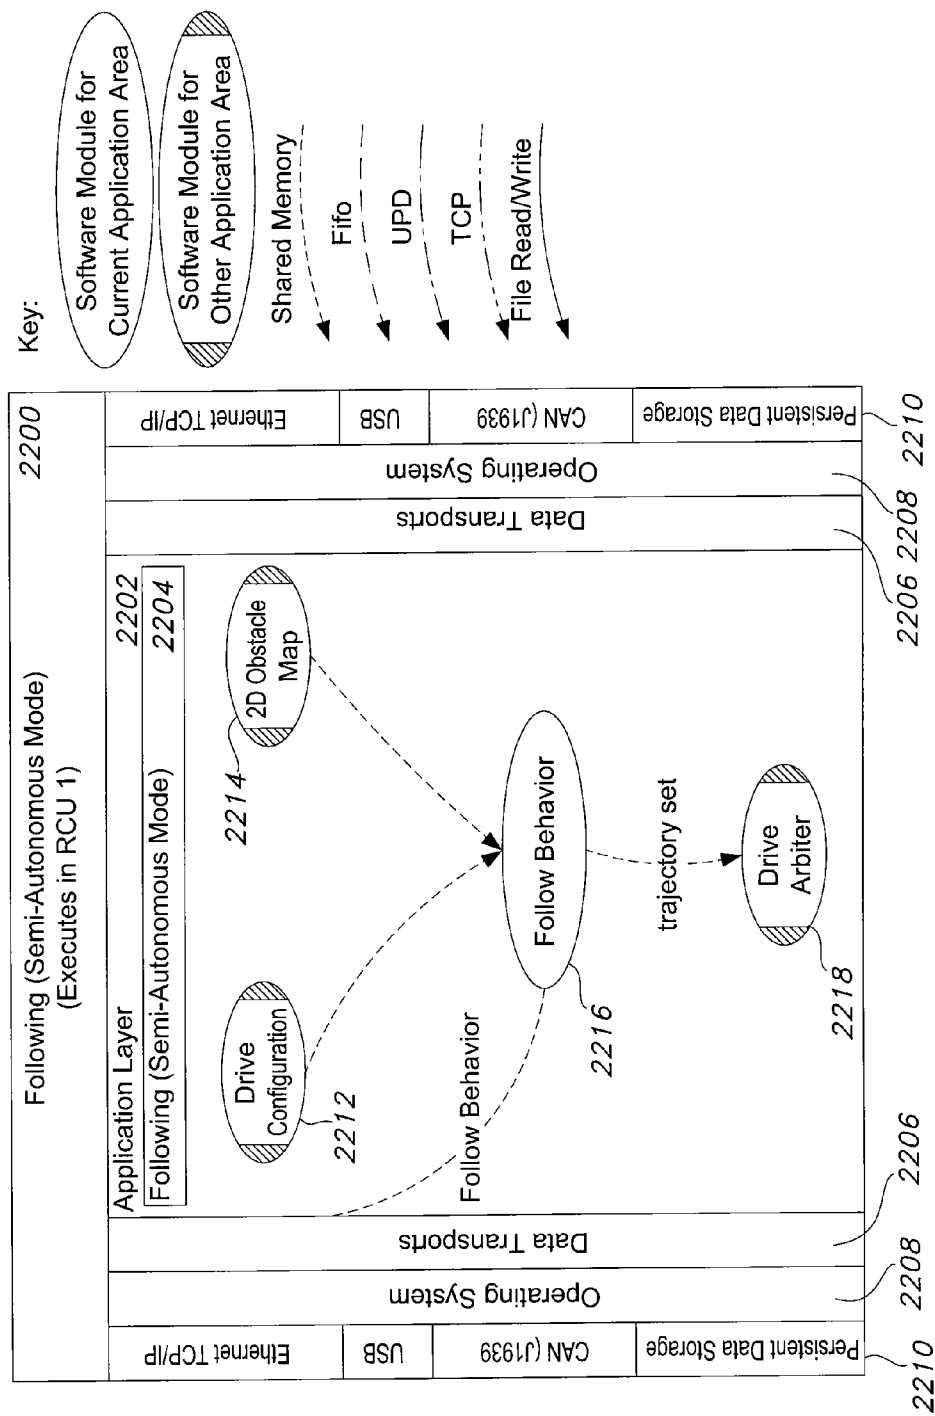 Following (Semi-Autonomous Mode)
(Executes in RCU 1)
2200
Application Layer
2202
Following (Semi-Autonomous Mode)
2204
Ethernet TCP/IP
USB
CAN (J1939
Persistent Data Storage
Operating System
Data Transports
Drive
Configuration
2212
2D Obstacle
Map
2214
Follow Behavior
Follow Behavior
2216
trajectory set
Drive
Arbiter
2218
Data Transports
Operating System
Ethernet TCP/IP
USB
CAN (J1939
Persistent Data Storage
2210
2208
2206
2206
2208
2210
Key:
Software Module for
Current Application Area
Software Module for
Other Application Area
Shared Memory
Fifo
UPD
TCP
File Read/Write